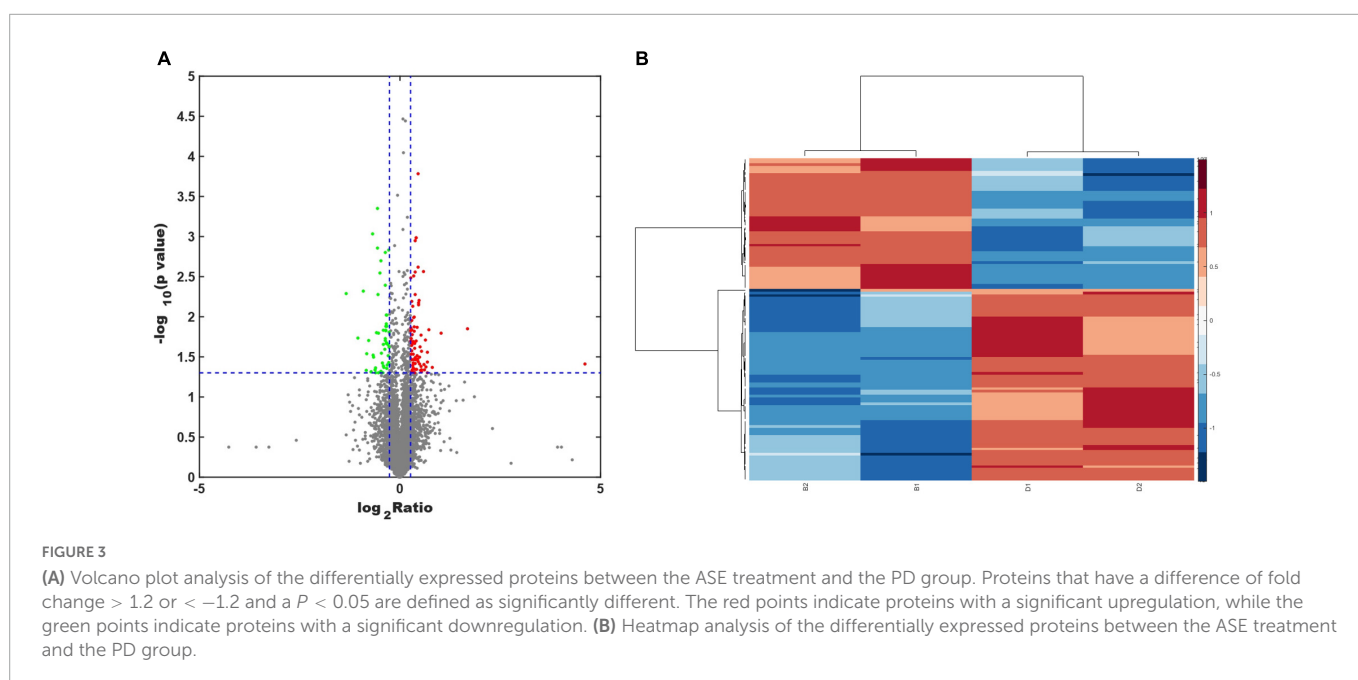 A
B
5
4.5
4
3.5
3
2.5
2
1.5
1
0.5
0
-5
0
5
-log 10(p value)
log2Ratio
1
0.5
0
-0.5
-1
B2
B1
D1
D2
FIGURE 3
(A) Volcano plot analysis of the differentially expressed proteins between the ASE treatment and the PD group. Proteins that have a difference of fold
change > 1.2 or < −1.2 and a P < 0.05 are defined as significantly different. The red points indicate proteins with a significant upregulation, while the
green points indicate proteins with a significant downregulation. (B) Heatmap analysis of the differentially expressed proteins between the ASE treatment
and the PD group.